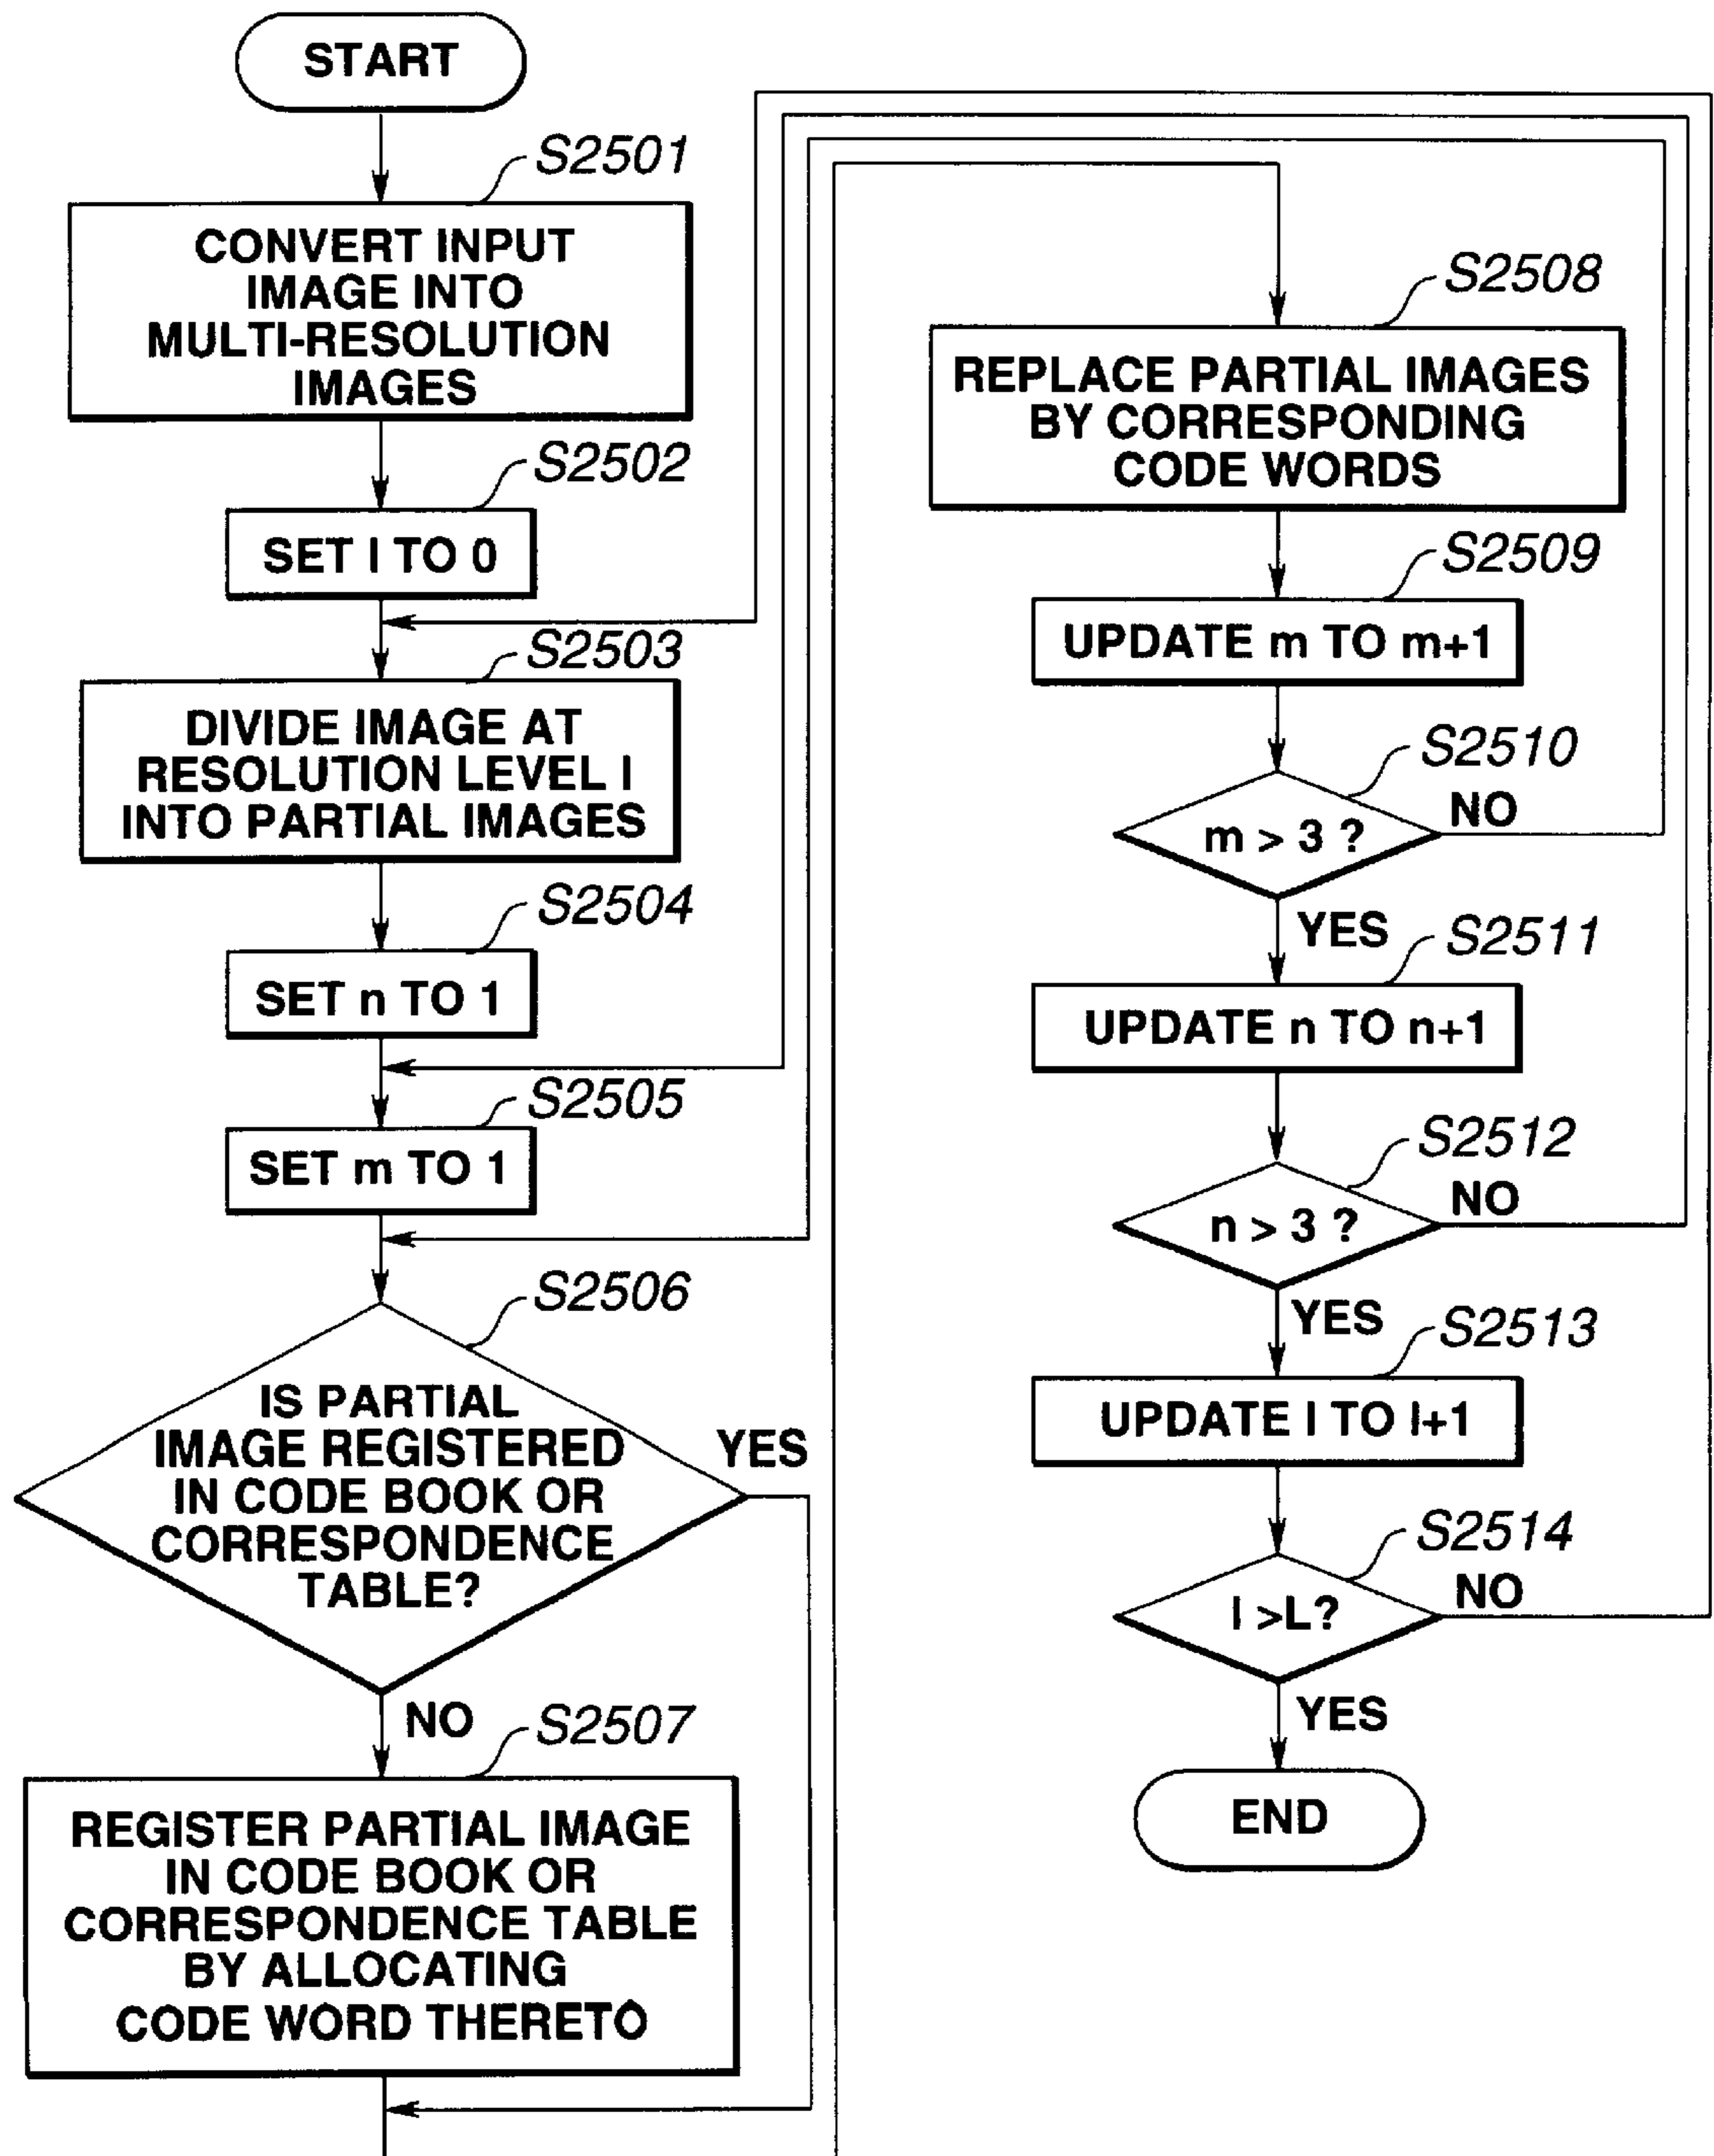 START
S2501
CONVERT INPUT
IMAGE INTO
MULTI-RESOLUTION
IMAGES
S2502
SET l TO 0
S2503
DIVIDE IMAGE AT
RESOLUTION LEVEL l
INTO PARTIAL IMAGES
S2504
SET n TO 1
S2505
SET m TO 1
S2506
IS PARTIAL
IMAGE REGISTERED
IN CODE BOOK OR
CORRESPONDENCE
TABLE?
YES
NO
S2507
REGISTER PARTIAL IMAGE
IN CODE BOOK OR
CORRESPONDENCE TABLE
BY ALLOCATING
CODE WORD THERETO
S2508
REPLACE PARTIAL IMAGES
BY CORRESPONDING
CODE WORDS
S2509
UPDATE m TO m+1
S2510
m > 3 ?
NO
YES
S2511
UPDATE n TO n+1
S2512
n > 3 ?
NO
YES
S2513
UPDATE l TO l+1
S2514
l >L?
NO
YES
END